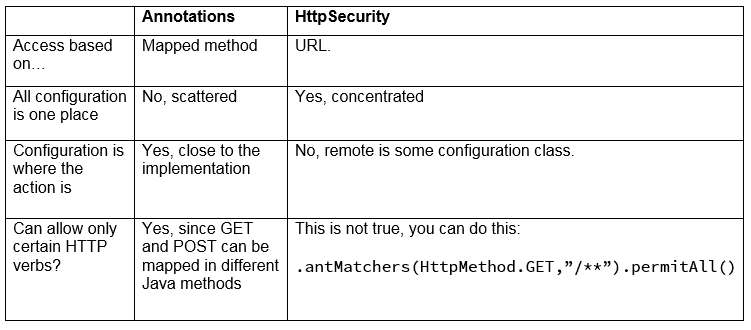 Annotations HttpSecurity
Access based Mapped method URL.
on…
All configuration No, scattered Yes, concentrated
is one place
Configuration is Yes, close to the No, remote is some configuration class.
where the implementation
action is
Can allow only Yes, since GET This is not true, you can do this:
certain HTTP and POST can be
verbs? mapped in different .antMatchers(HttpMethod.GET,”/**”).permitAll()
Java methods